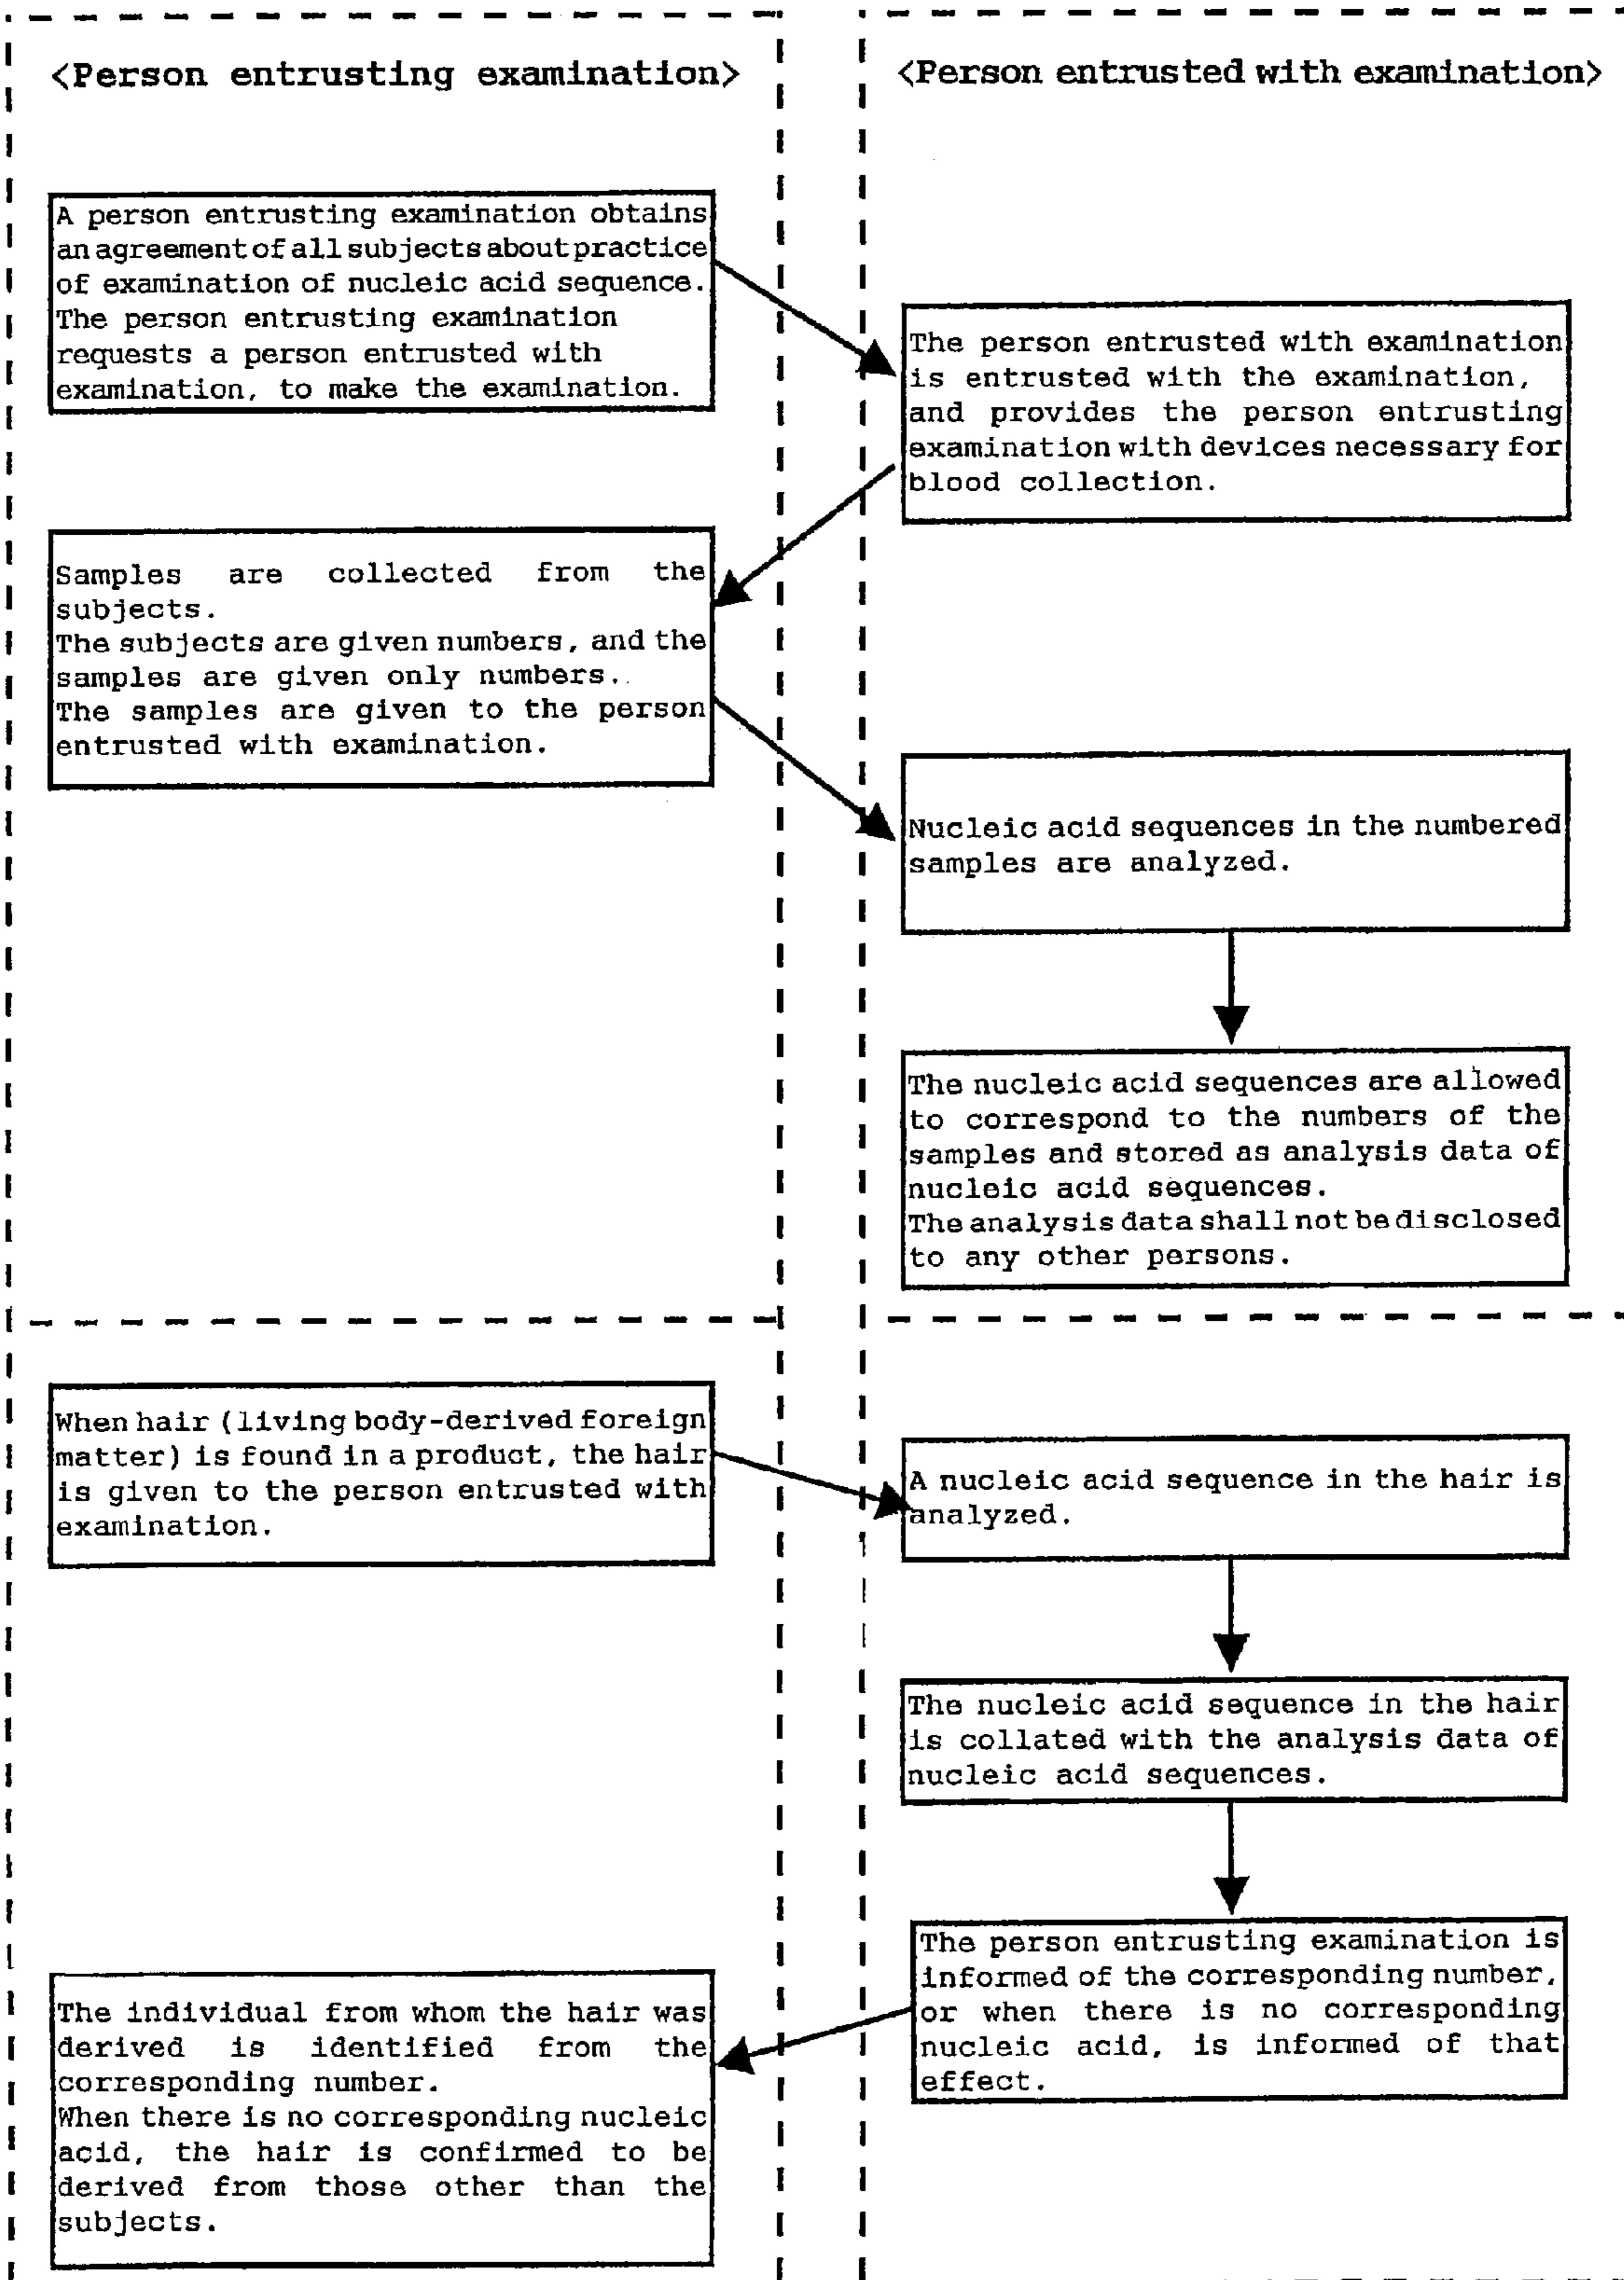 <Person entrusting examination>
<Person entrusted with examination>
A person entrusting examination obtains
an agreement of all subjects about practice
of examination of nucleic acid sequence.
The person entrusting examination
requests a person entrusted with
examination, to make the examination.
The person entrusted with examination
is entrusted with the examination,
and provides the person entrusting
examination with devices necessary for
blood collection.
Samples are collected from the
subjects.
The subjects are given numbers, and the
samples are given only numbers.
The samples are given to the person
entrusted with examination.
Nucleic acid sequences in the numbered
samples are analyzed.
The nucleic acid sequences are allowed
to correspond to the numbers of the
samples and stored as analysis data of
nucleic acid sequences.
The analysis data shall not be disclosed
to any other persons.
When hair (living body-derived foreign
matter) is found in a product, the hair
is given to the person entrusted with
examination.
A nucleic acid sequence in the hair is
analyzed.
The nucleic acid sequence in the hair
is collated with the analysis data of
nucleic acid sequences.
The person entrusting examination is
informed of the corresponding number,
or when there is no corresponding
nucleic acid, is informed of that
effect.
The individual from whom the hair was
derived is identified from the
corresponding number.
When there is no corresponding nucleic
acid, the hair is confirmed to be
derived from those other than the
subjects.